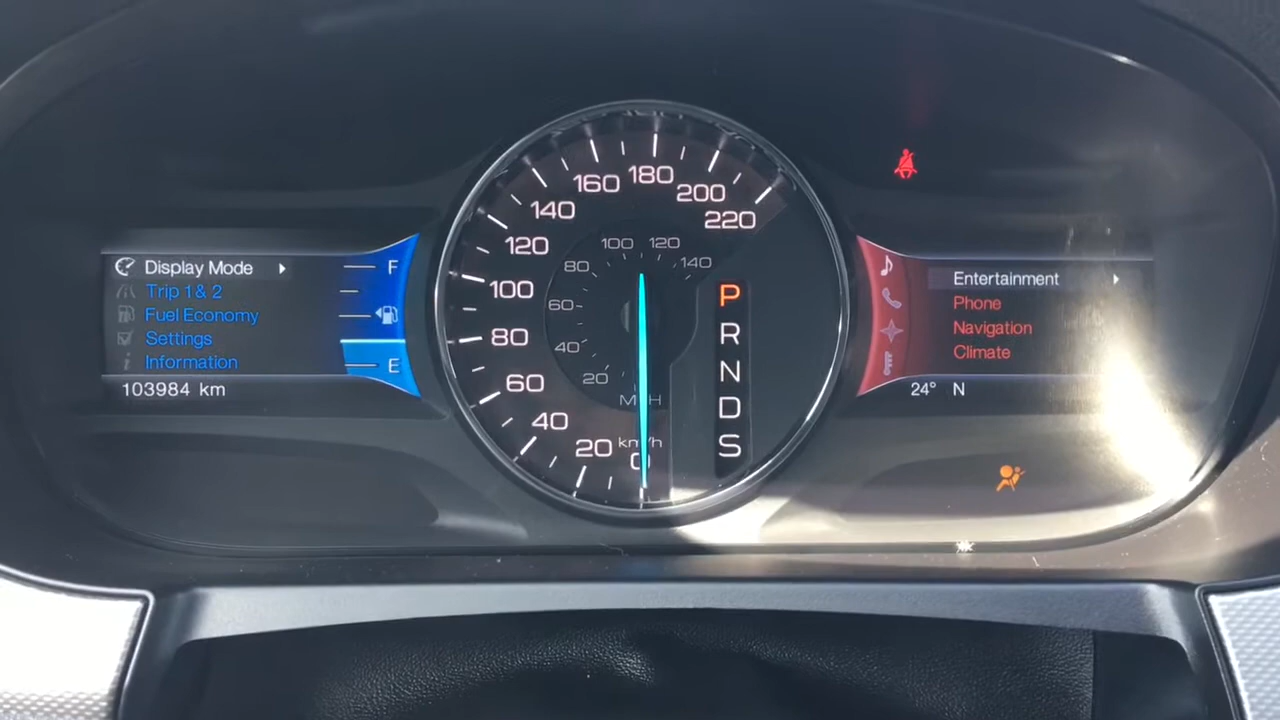 Display Mode
Trip 1 & 2
Fuel Economy
Settings
Information
103984 km
F
E
0
20
40
60
80
100
120
140
160
180
200
220
km/h
20
40
60
80
100
120
140
MPH
P
R
N
D
S
Entertainment
Phone
Navigation
Climate
24° N